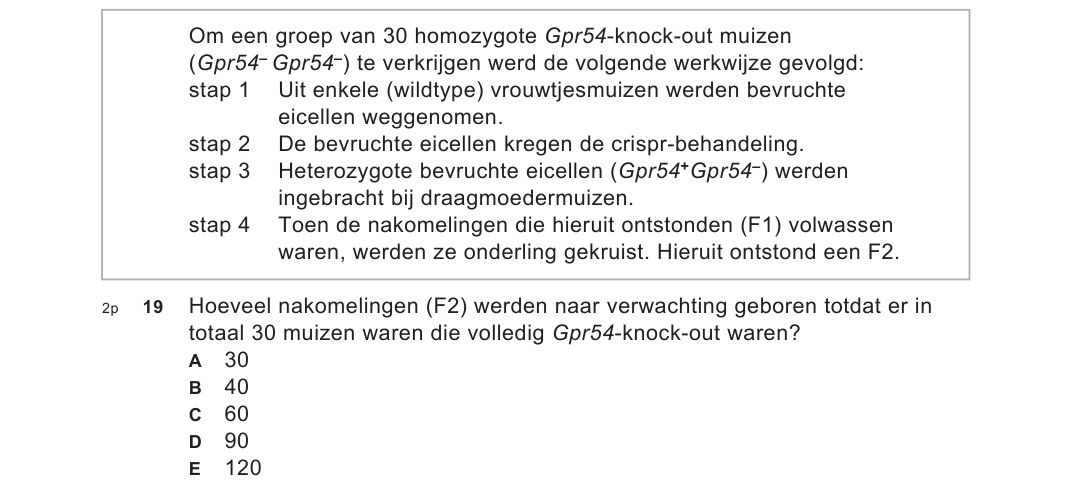 Om een groep van 30 homozygote Gpr54-knock-out muizen
(Gpr54⁻ Gpr54⁻) te verkrijgen werd de volgende werkwijze gevolgd:
stap 1 Uit enkele (wildtype) vrouwtjesmuizen werden bevruchte
eicellen weggenomen.
stap 2 De bevruchte eicellen kregen de crispr-behandeling.
stap 3 Heterozygote bevruchte eicellen (Gpr54⁺Gpr54⁻) werden
ingebracht bij draagmoedermuizen.
stap 4 Toen de nakomelingen die hieruit ontstonden (F1) volwassen
waren, werden ze onderling gekruist. Hieruit ontstond een F2.
2p 19 Hoeveel nakomelingen (F2) werden naar verwachting geboren totdat er in
totaal 30 muizen waren die volledig Gpr54-knock-out waren?
A 30
B 40
C 60
D 90
E 120